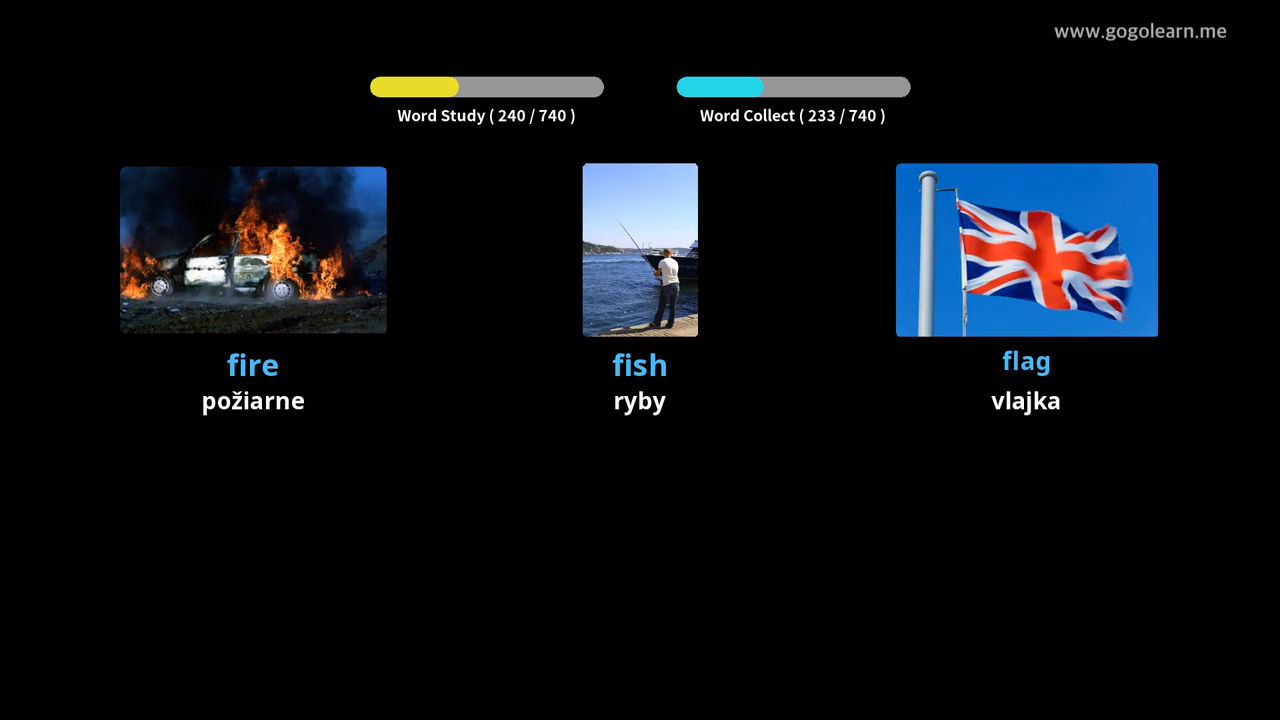 www.gogolearn.me
Word Study ( 240 / 740 )
Word Collect ( 233 / 740 )
fire
požiarne
fish
ryby
flag
vlajka